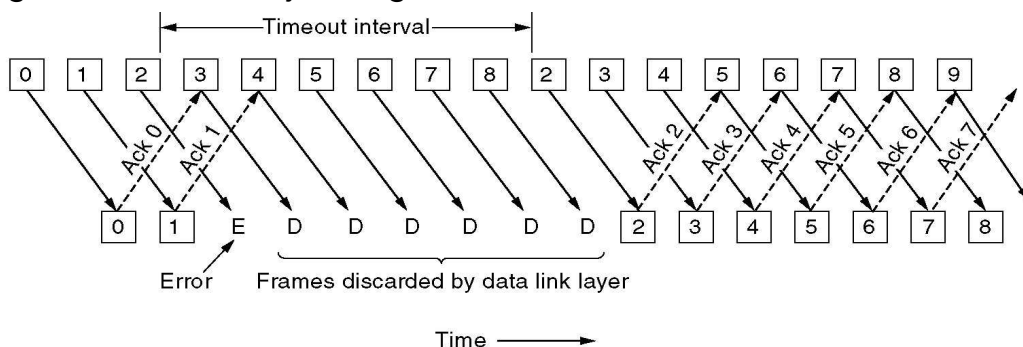 Timeout interval
0 1 2 3 4 5 6 7 8 2 3 4 5 6 7 8 9
Ack 0 Ack 1 Ack 2 Ack 3 Ack 4 Ack 5 Ack 6 Ack 7
0 1 E D D D D D D 2 3 4 5 6 7 8
Error Frames discarded by data link layer
Time